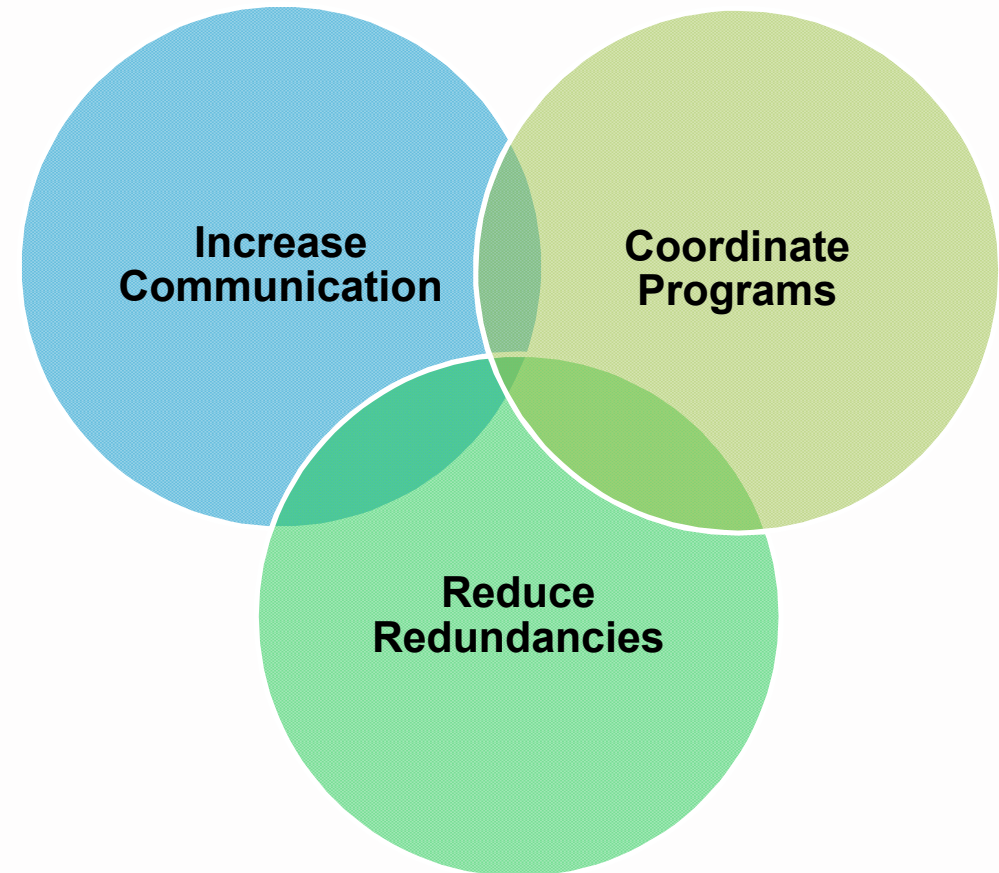 Increase
Communication
Coordinate
Programs
Reduce
Redundancies